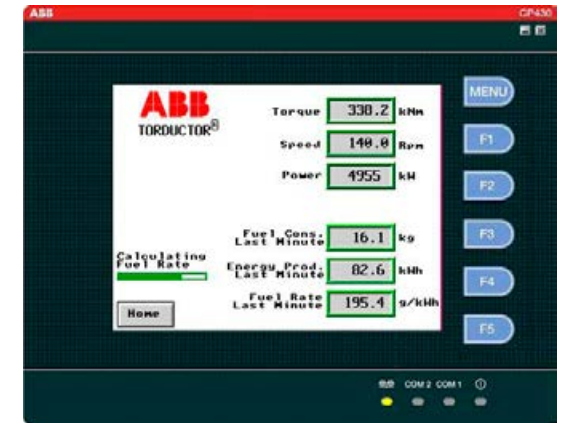 ABB GP430
MENU
ABB
TORDUCTOR®
Torque 338.2 kNm
F1
Speed 140.0 Rpm
Power 4955 kW
F2
Fuel Cons.
Last Minute 16.1 kg
F3
Calculating
Fuel Rate
Energy Prod.
Last Minute 82.6 kWh
F4
Fuel Rate
Last Minute 195.4 g/kWh
Home
F5
COM 2 COM 1